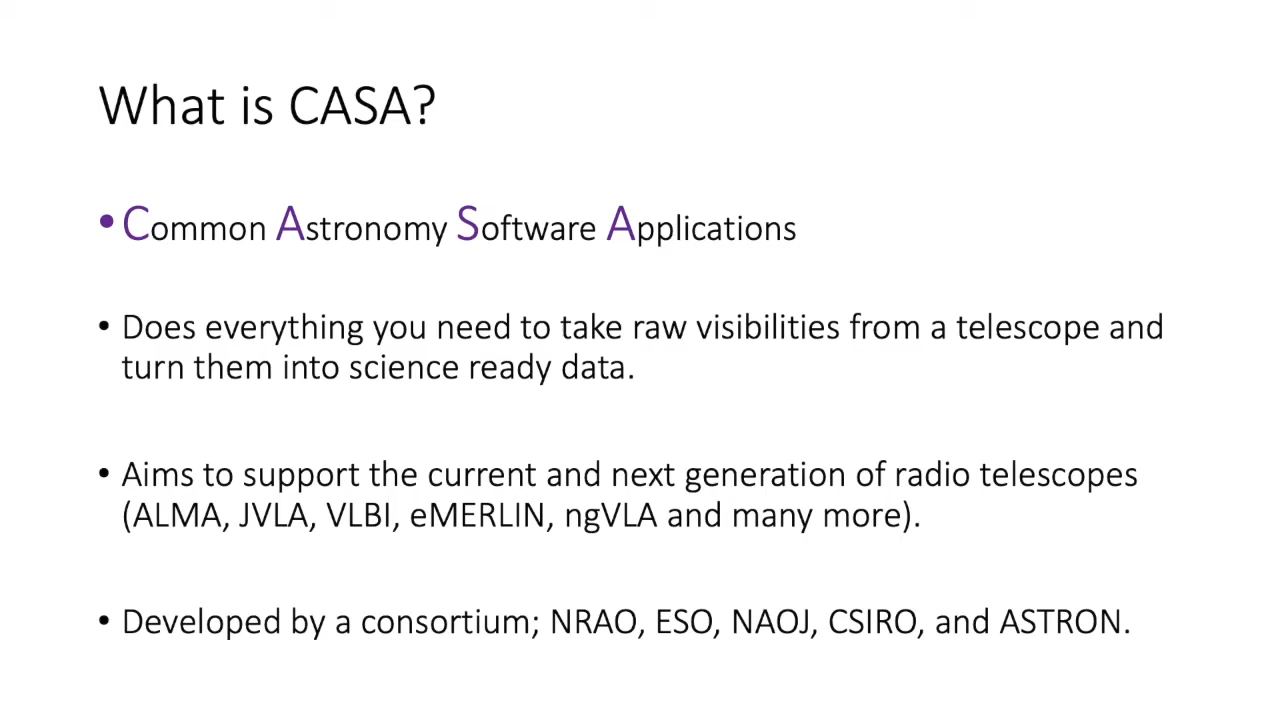 What is CASA?
• Common Astronomy Software Applications
• Does everything you need to take raw visibilities from a telescope and
turn them into science ready data.
• Aims to support the current and next generation of radio telescopes
(ALMA, JVLA, VLBI, eMERLIN, ngVLA and many more).
• Developed by a consortium; NRAO, ESO, NAOJ, CSIRO, and ASTRON.